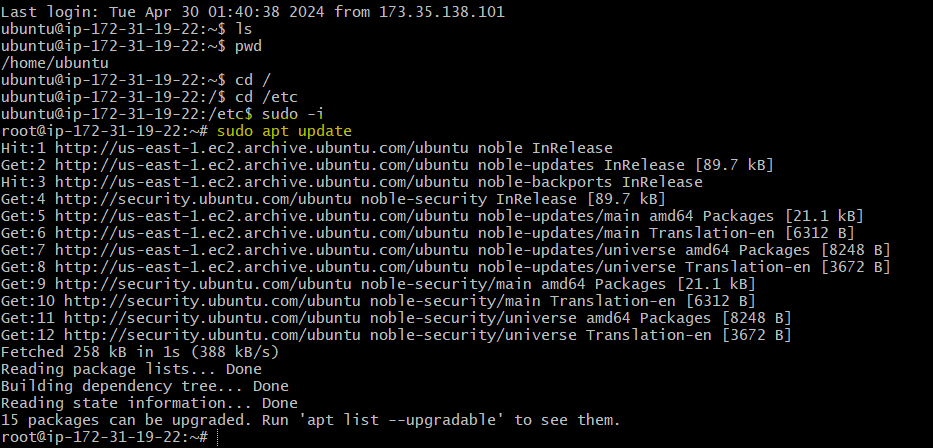 Last login: Tue Apr 30 01:40:38 2024 from 173.35.138.101
ubuntu@ip-172-31-19-22:~$ ls
ubuntu@ip-172-31-19-22:~$ pwd
/home/ubuntu
ubuntu@ip-172-31-19-22:~$ cd /
ubuntu@ip-172-31-19-22:/$ cd /etc
ubuntu@ip-172-31-19-22:/etc$ sudo -i
root@ip-172-31-19-22:~# sudo apt update
Hit:1 http://us-east-1.ec2.archive.ubuntu.com/ubuntu noble InRelease
Get:2 http://us-east-1.ec2.archive.ubuntu.com/ubuntu noble-updates InRelease [89.7 kB]
Hit:3 http://us-east-1.ec2.archive.ubuntu.com/ubuntu noble-backports InRelease
Get:4 http://security.ubuntu.com/ubuntu noble-security InRelease [89.7 kB]
Get:5 http://us-east-1.ec2.archive.ubuntu.com/ubuntu noble-updates/main amd64 Packages [21.1 kB]
Get:6 http://us-east-1.ec2.archive.ubuntu.com/ubuntu noble-updates/main Translation-en [6312 B]
Get:7 http://us-east-1.ec2.archive.ubuntu.com/ubuntu noble-updates/universe amd64 Packages [8248 B]
Get:8 http://us-east-1.ec2.archive.ubuntu.com/ubuntu noble-updates/universe Translation-en [3672 B]
Get:9 http://security.ubuntu.com/ubuntu noble-security/main amd64 Packages [21.1 kB]
Get:10 http://security.ubuntu.com/ubuntu noble-security/main Translation-en [6312 B]
Get:11 http://security.ubuntu.com/ubuntu noble-security/universe amd64 Packages [8248 B]
Get:12 http://security.ubuntu.com/ubuntu noble-security/universe Translation-en [3672 B]
Fetched 258 kB in 1s (388 kB/s)
Reading package lists... Done
Building dependency tree... Done
Reading state information... Done
15 packages can be upgraded. Run 'apt list --upgradable' to see them.
root@ip-172-31-19-22:~#